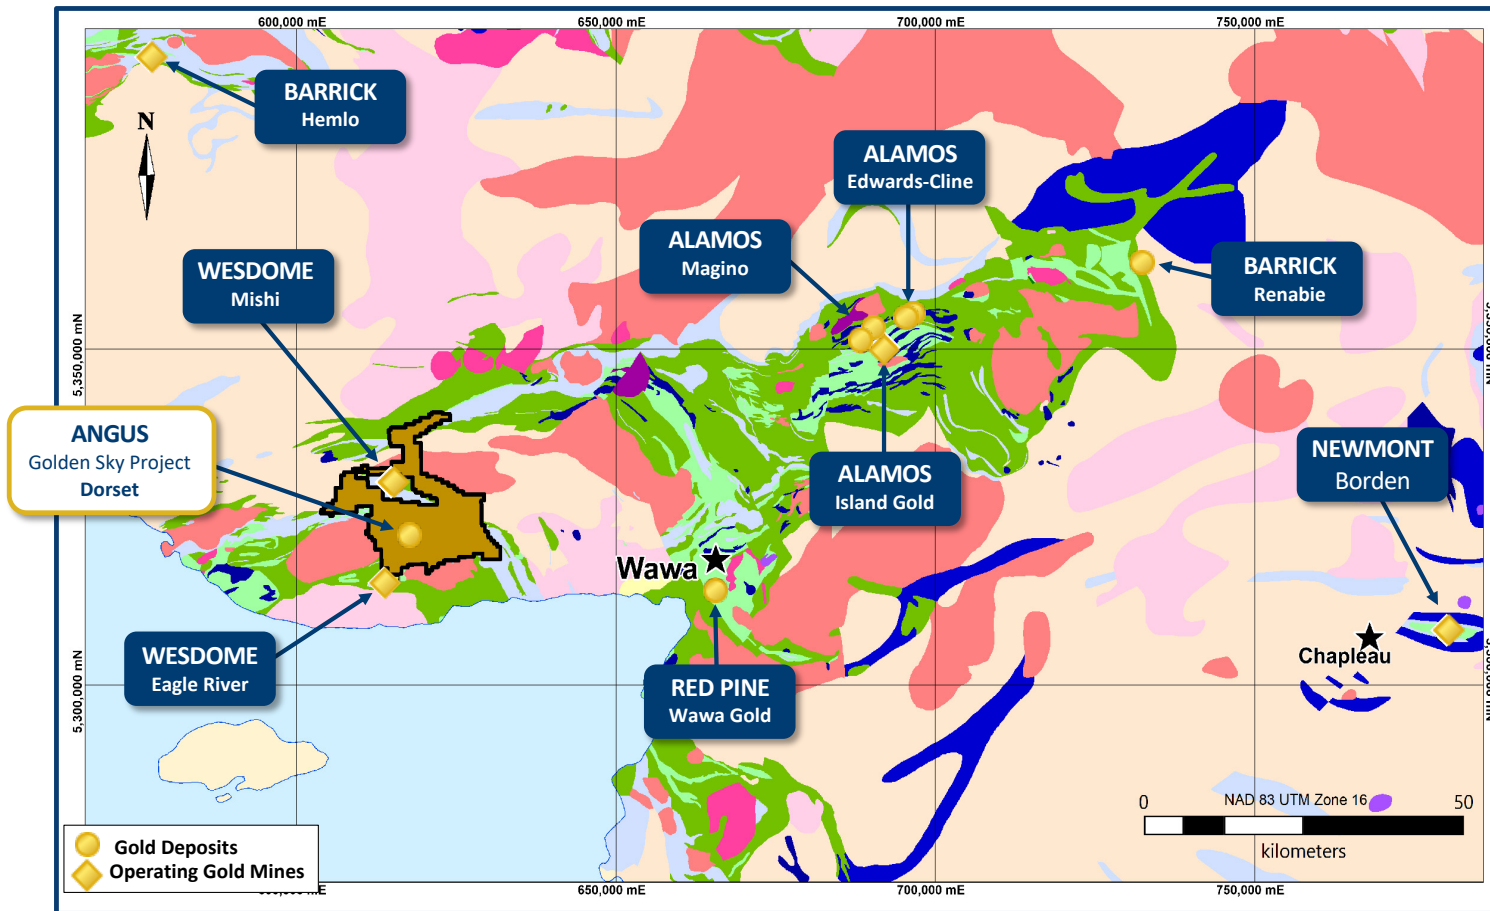 600,000 mE
650,000 mE
700,000 mE
750,000 mE
BARRICK
Hemlo
N
ALAMOS
Edwards-Cline
ALAMOS
Magino
WESDOME
Mishi
BARRICK
Renabie
5,350,000 mN
ANGUS
Golden Sky Project
Dorset
ALAMOS
Island Gold
NEWMONT
Borden
Wawa
Chapleau
WESDOME
Eagle River
RED PINE
Wawa Gold
5,300,000 mN
0
NAD 83 UTM Zone 16
50
kilometers
Gold Deposits
Operating Gold Mines
650,000 mE
700,000 mE
750,000 mE